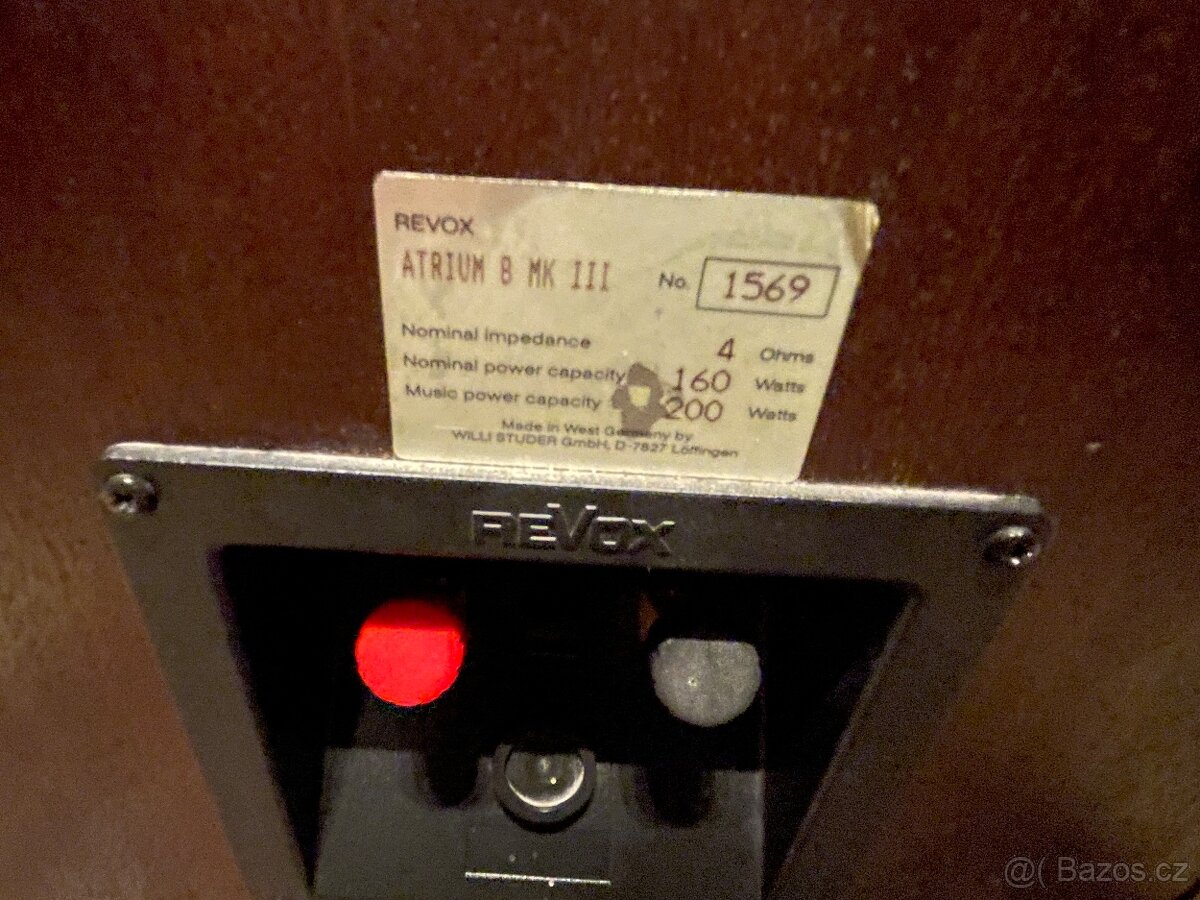 REVOX
ATRIUM B MK III No. 1569
Nominal impedance 4 Ohms
Nominal power capacity 160 Watts
Music power capacity 200 Watts
Made in West Germany by
WILLI STUDER GmbH, D-7827 Löffingen
REVOX
@( Bazos.cz